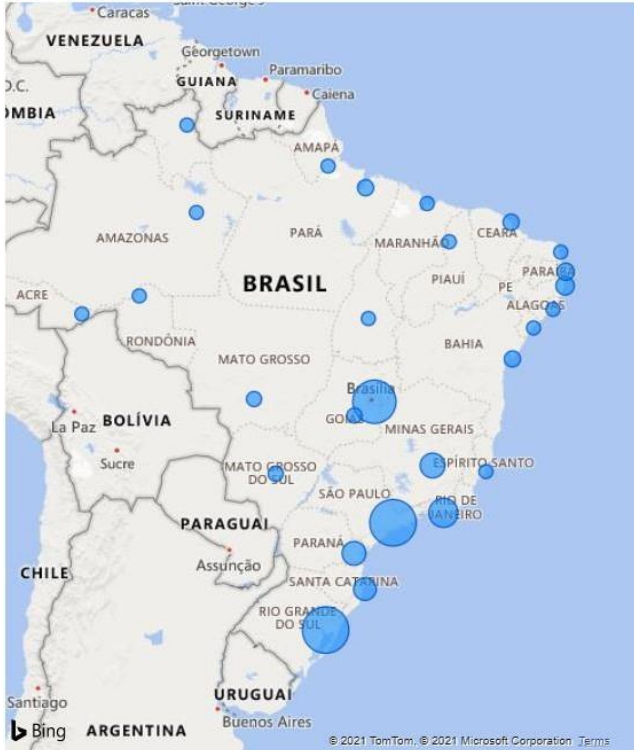 Caracas
VENEZUELA
Georgetown
GUIANA
Paramaribo
Caiena
SURINAME
O.C.
OMBIA
AMAPÁ
AMAZONAS
PARÁ
MARANHÃO
CEARÁ
BRASIL
PIAUÍ
PARAÍBA
PE
ALAGOAS
ACRE
RONDÔNIA
BAHIA
MATO GROSSO
Brasília
GOIÁS
La Paz
BOLÍVIA
MINAS GERAIS
Sucre
MATO GROSSO
DO SUL
ESPÍRITO SANTO
SÃO PAULO
RIO DE
JANEIRO
PARAGUAI
PARANÁ
Assunção
CHILE
SANTA CATARINA
RIO GRANDE
DO SUL
URUGUAI
Santiago
Buenos Aires
Bing
ARGENTINA
© 2021 TomTom, © 2021 Microsoft Corporation Terms